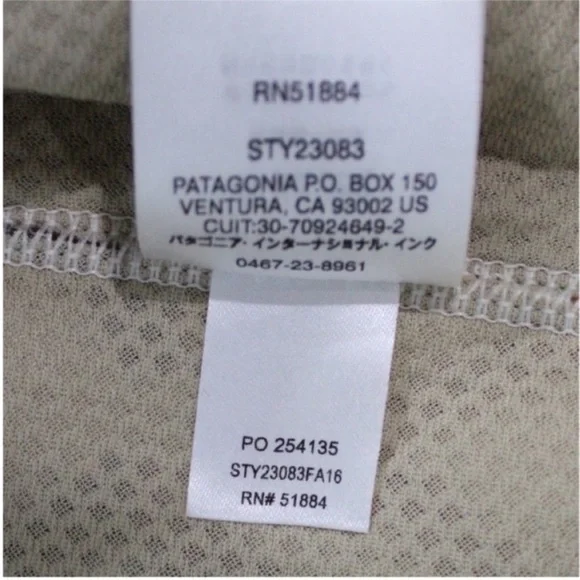 RN51884
STY23083
PATAGONIA P.O. BOX 150
VENTURA, CA 93002 US
CUIT:30-70924649-2
パタゴニア・インターナショナル・インク
0467-23-8961
PO 254135
STY23083FA16
RN# 51884